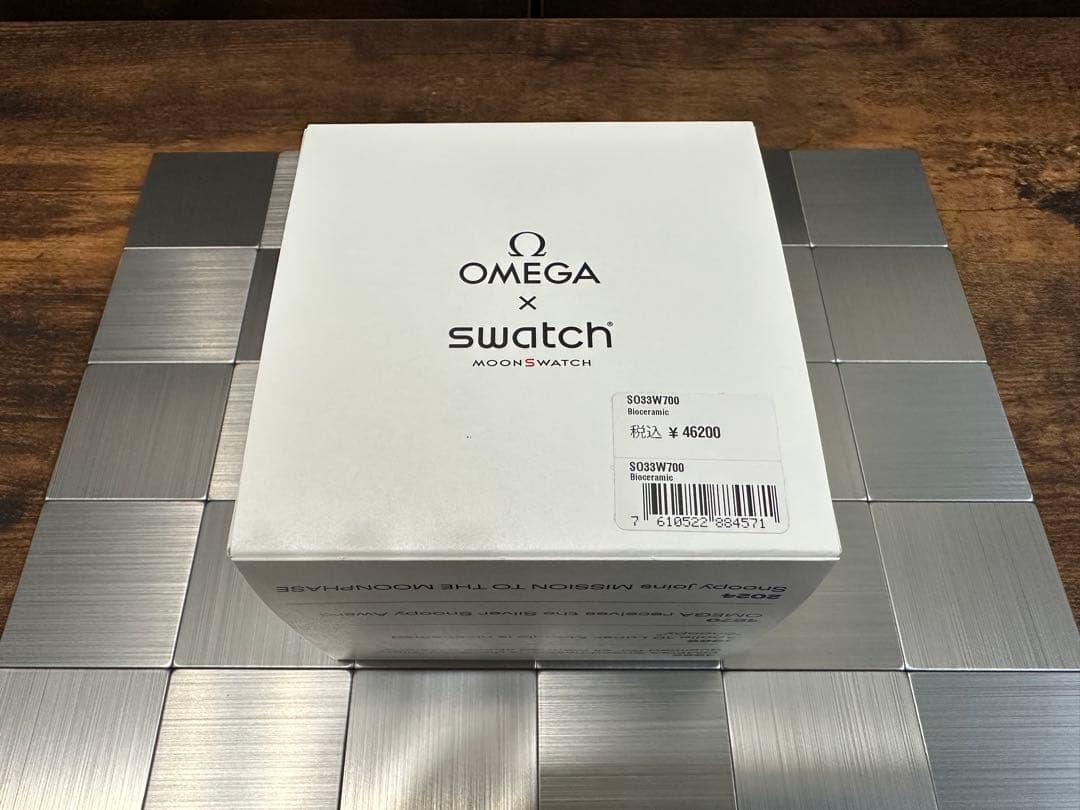 Ω
OMEGA
×
swatch®
MOONSWATCH
SO33W700
Bioceramic
税込 ¥ 46200
SO33W700
Bioceramic
7 610522 884571
2024
Snoopy joins MISSION TO THE MOONPHASE
1970
OMEGA receives the Silver Snoopy Award